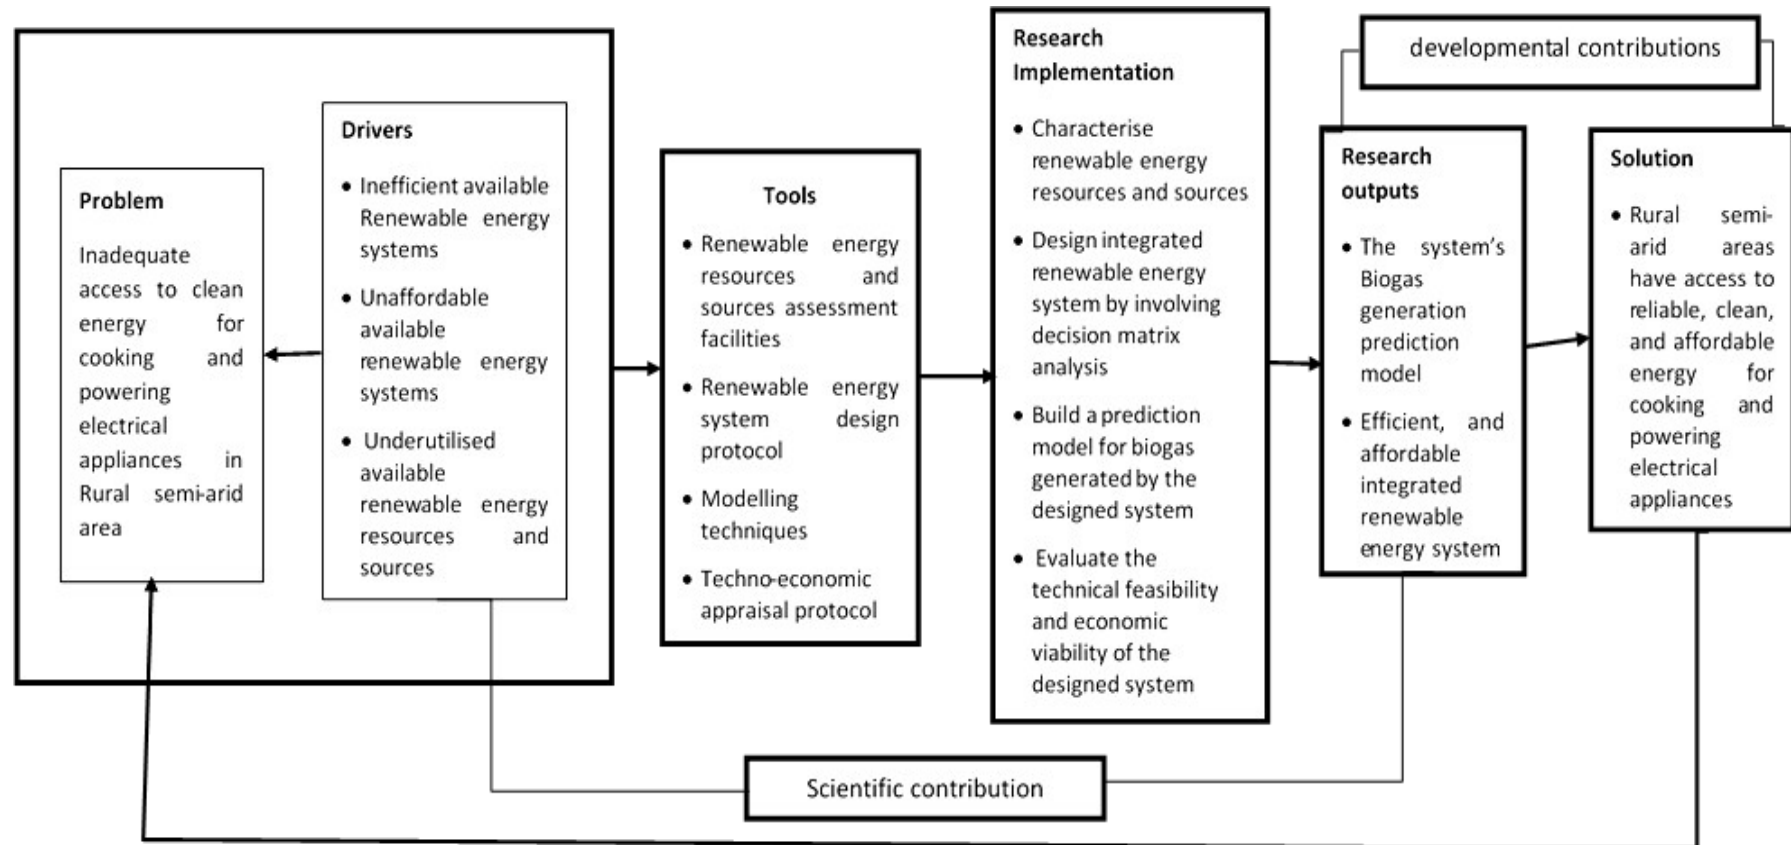 Problem
Inadequate
access to clean
energy for
cooking and
powering
electrical
appliances in
Rural semi-arid
area
Drivers
• Inefficient available
Renewable energy
systems
• Unaffordable
available
renewable energy
systems
• Underutilised
available
renewable energy
resources and
sources
Tools
• Renewable energy
resources and
sources assessment
facilities
• Renewable energy
system design
protocol
• Modelling
techniques
• Techno-economic
appraisal protocol
Research
Implementation
• Characterise
renewable energy
resources and sources
• Design integrated
renewable energy
system by involving
decision matrix
analysis
• Build a prediction
model for biogas
generated by the
designed system
• Evaluate the
technical feasibility
and economic
viability of the
designed system
developmental contributions
Research
outputs
• The system’s
Biogas
generation
prediction
model
• Efficient, and
affordable
integrated
renewable
energy system
Solution
• Rural semi-
arid areas
have access to
reliable, clean,
and affordable
energy for
cooking and
powering
electrical
appliances
Scientific contribution